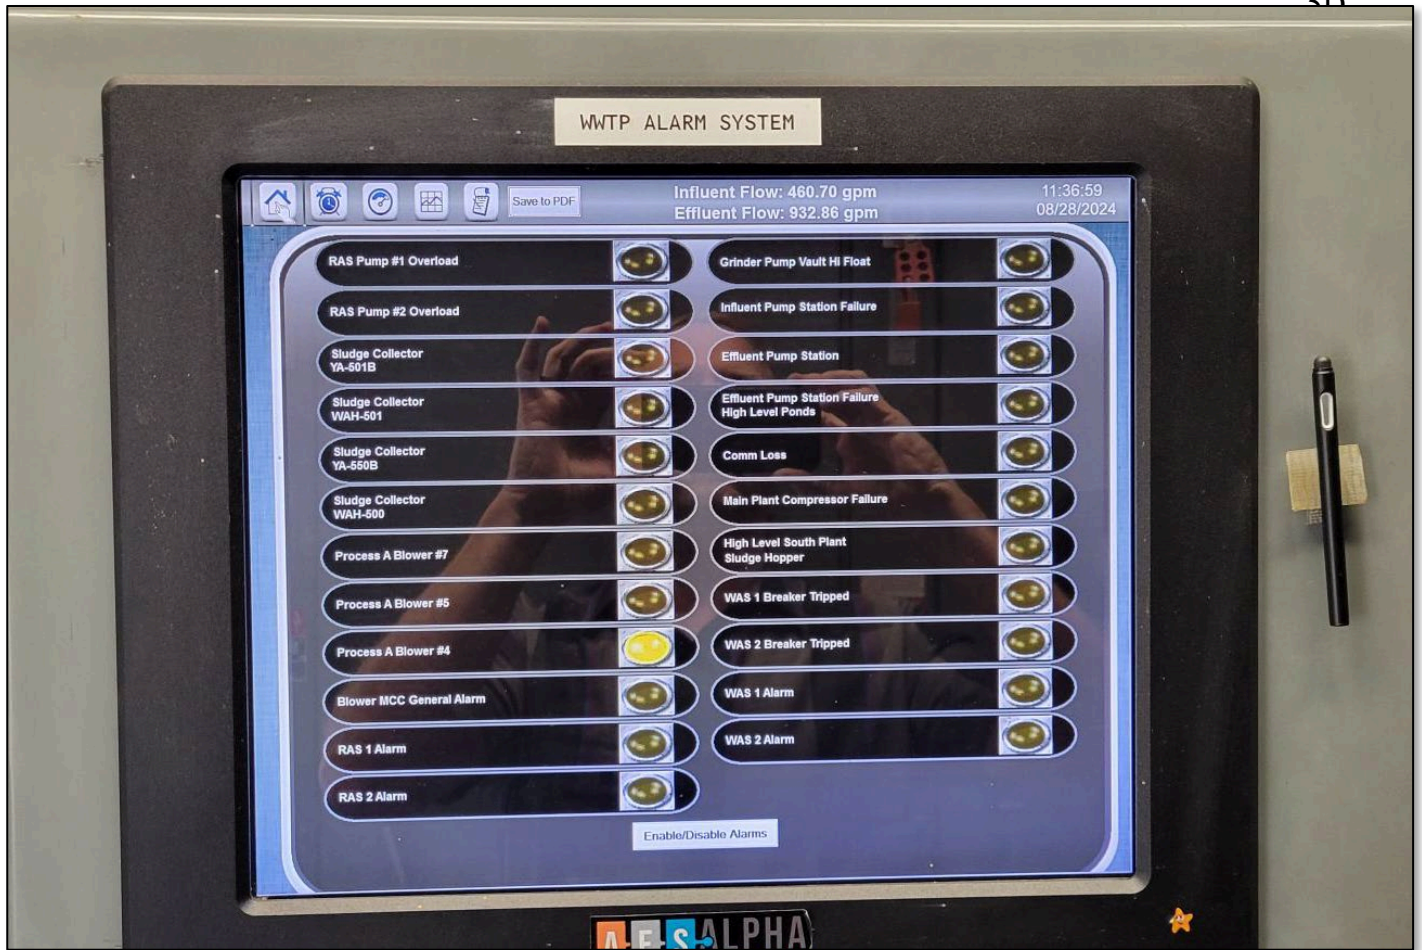 WWTP ALARM SYSTEM
Save to PDF
Influent Flow: 460.70 gpm
Effluent Flow: 932.86 gpm
11:36:59
08/28/2024
RAS Pump #1 Overload
RAS Pump #2 Overload
Sludge Collector
YA-501B
Sludge Collector
WAH-501
Sludge Collector
YA-550B
Sludge Collector
WAH-500
Process A Blower #7
Process A Blower #5
Process A Blower #4
Blower MCC General Alarm
RAS 1 Alarm
RAS 2 Alarm
Grinder Pump Vault Hi Float
Influent Pump Station Failure
Effluent Pump Station
Effluent Pump Station Failure
High Level Ponds
Comm Loss
Main Plant Compressor Failure
High Level South Plant
Sludge Hopper
WAS 1 Breaker Tripped
WAS 2 Breaker Tripped
WAS 1 Alarm
WAS 2 Alarm
Enable/Disable Alarms
AES ALPHA